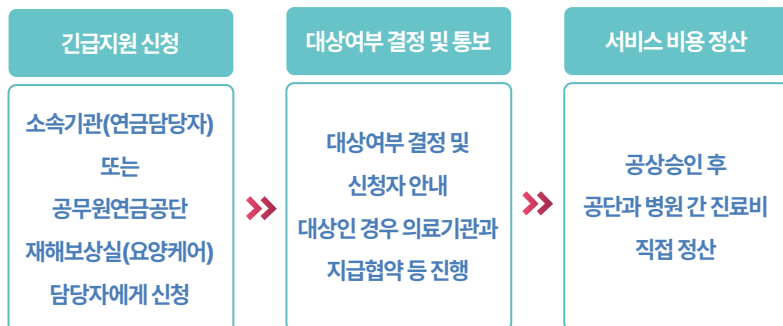 긴급지원 신청
소속기관(연금담당자)
또는
공무원연금공단
재해보상실(요양케어)
담당자에게 신청
대상여부 결정 및 통보
대상여부 결정 및
신청자 안내
대상인 경우 의료기관과
지급협약 등 진행
서비스 비용 정산
공상승인 후
공단과 병원 간 진료비
직접 정산